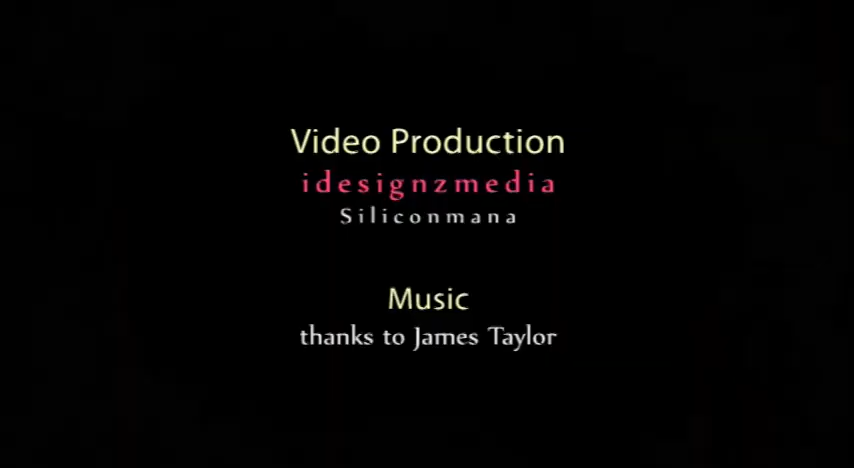 Video Production
idesignzmedia
Siliconmana
Music
thanks to James Taylor